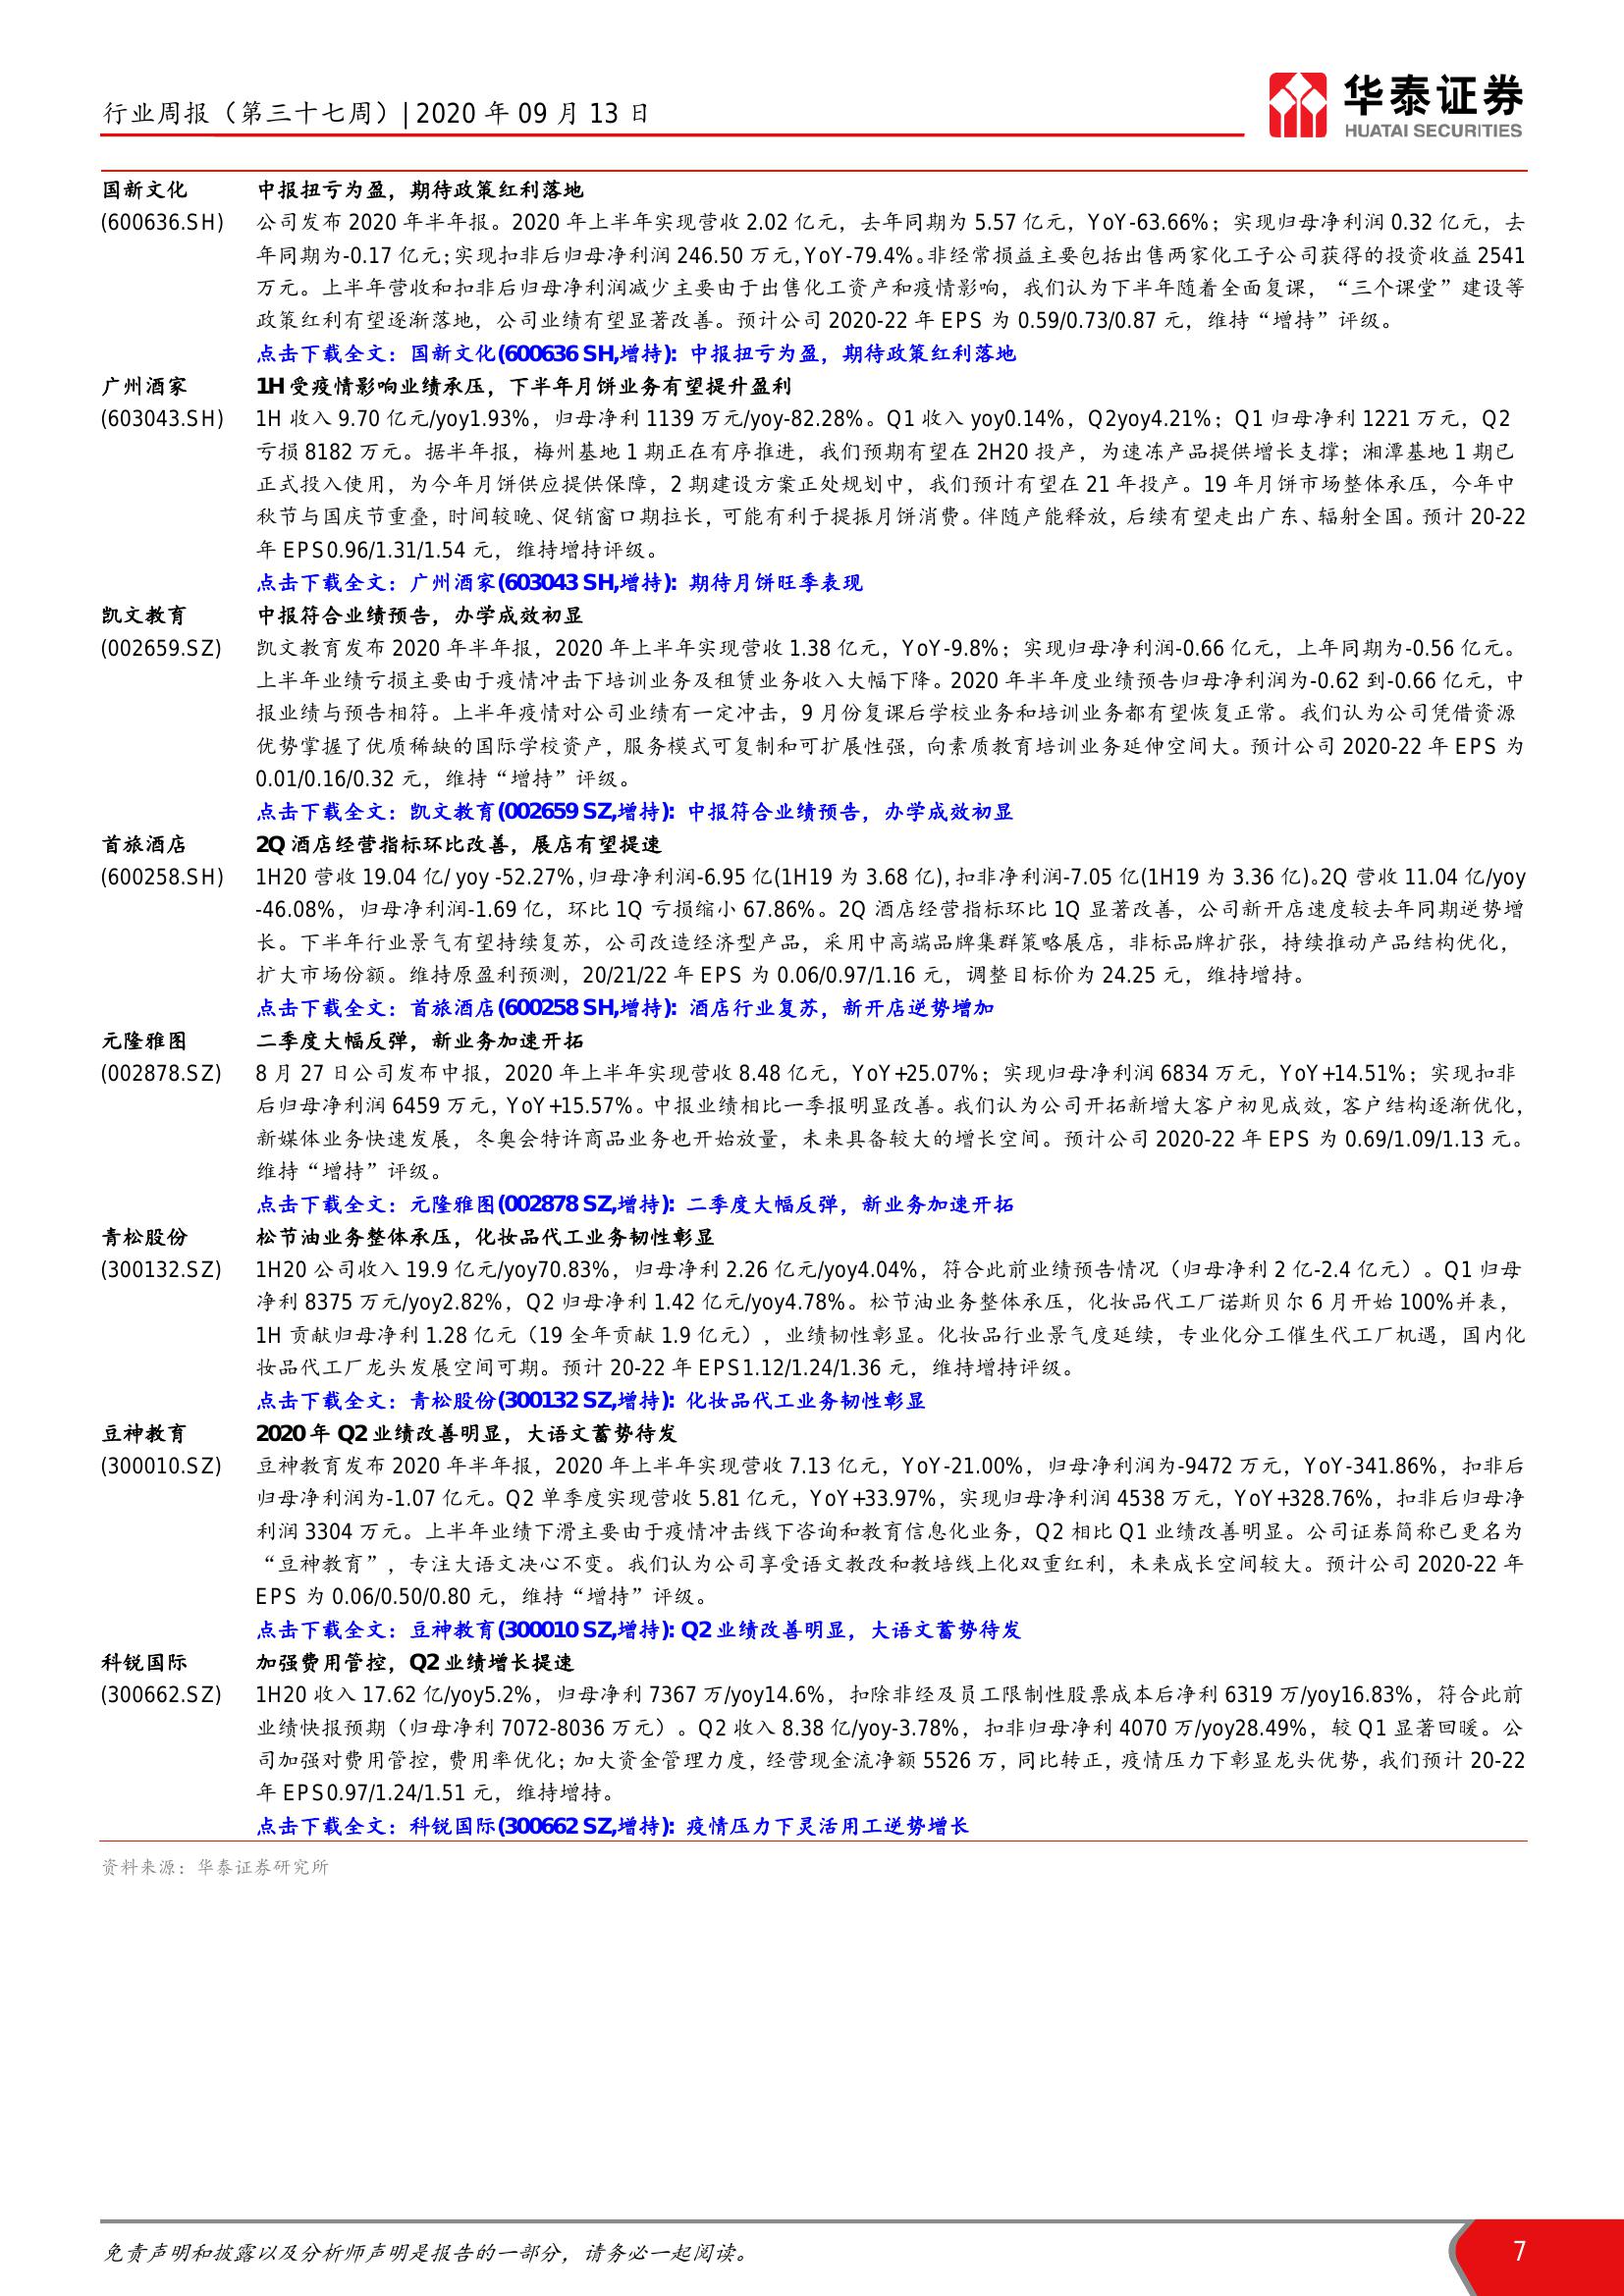 行业周报（第三十七周）| 2020 年 09 月 13 日
华泰证券
HUATAI SECURITIES
国新文化 中报扭亏为盈，期待政策红利落地
(600636.SH) 公司发布 2020 年半年报。2020 年上半年实现营收 2.02 亿元，去年同期为 5.57 亿元，YoY-63.66%；实现归母净利润 0.32 亿元，去
年同期为-0.17 亿元；实现扣非后归母净利润 246.50 万元，YoY-79.4%。非经常损益主要包括出售两家化工子公司获得的投资收益 2541
万元。上半年营收和扣非后归母净利润减少主要由于出售化工资产和疫情影响，我们认为下半年随着全面复课，“三个课堂”建设等
政策红利有望逐渐落地，公司业绩有望显著改善。预计公司 2020-22 年 EPS 为 0.59/0.73/0.87 元，维持“增持”评级。
点击下载全文：国新文化(600636 SH,增持)：中报扭亏为盈，期待政策红利落地
广州酒家 1H 受疫情影响业绩承压，下半年月饼业务有望提升盈利
(603043.SH) 1H 收入 9.70 亿元/yoy1.93%，归母净利 1139 万元/yoy-82.28%。Q1 收入 yoy0.14%，Q2yoy4.21%；Q1 归母净利 1221 万元，Q2
亏损 8182 万元。据半年报，梅州基地 1 期正在有序推进，我们预期有望在 2H20 投产，为速冻产品提供增长支撑；湘潭基地 1 期已
正式投入使用，为今年月饼供应提供保障，2 期建设方案正处规划中，我们预计有望在 21 年投产。19 年月饼市场整体承压，今年中
秋节与国庆节重叠，时间较晚、促销窗口期拉长，可能有利于提振月饼消费。伴随产能释放，后续有望走出广东、辐射全国。预计 20-22
年 EPS0.96/1.31/1.54 元，维持增持评级。
点击下载全文：广州酒家(603043 SH,增持)：期待月饼旺季表现
凯文教育 中报符合业绩预告，办学成效初显
(002659.SZ) 凯文教育发布 2020 年半年报，2020 年上半年实现营收 1.38 亿元，YoY-9.8%；实现归母净利润-0.66 亿元，上年同期为-0.56 亿元。
上半年业绩亏损主要由于疫情冲击下培训业务及租赁业务收入大幅下降。2020 年半年度业绩预告归母净利润为-0.62 到-0.66 亿元，中
报业绩与预告相符。上半年疫情对公司业绩有一定冲击，9 月份复课后学校业务和培训业务都有望恢复正常。我们认为公司凭借资源
优势掌握了优质稀缺的国际学校资产，服务模式可复制和可扩展性强，向素质教育培训业务延伸空间大。预计公司 2020-22 年 EPS 为
0.01/0.16/0.32 元，维持“增持”评级。
点击下载全文：凯文教育(002659 SZ,增持)：中报符合业绩预告，办学成效初显
首旅酒店 2Q 酒店经营指标环比改善，展店有望提速
(600258.SH) 1H20 营收 19.04 亿/ yoy -52.27%，归母净利润-6.95 亿(1H19 为 3.68 亿)，扣非净利润-7.05 亿(1H19 为 3.36 亿)。2Q 营收 11.04 亿/yoy
-46.08%，归母净利润-1.69 亿，环比 1Q 亏损缩小 67.86%。2Q 酒店经营指标环比 1Q 显著改善，公司新开店速度较去年同期逆势增
长。下半年行业景气有望持续复苏，公司改造经济型产品，采用中高端品牌集群策略展店，非标品牌扩张，持续推动产品结构优化，
扩大市场份额。维持原盈利预测，20/21/22 年 EPS 为 0.06/0.97/1.16 元，调整目标价为 24.25 元，维持增持。
点击下载全文：首旅酒店(600258 SH,增持)：酒店行业复苏，新开店逆势增加
元隆雅图 二季度大幅反弹，新业务加速开拓
(002878.SZ) 8 月 27 日公司发布中报，2020 年上半年实现营收 8.48 亿元，YoY+25.07%；实现归母净利润 6834 万元，YoY+14.51%；实现扣非
后归母净利润 6459 万元，YoY+15.57%。中报业绩相比一季报明显改善。我们认为公司开拓新增大客户初见成效，客户结构逐渐优化，
新媒体业务快速发展，冬奥会特许商品业务也开始放量，未来具备较大的增长空间。预计公司 2020-22 年 EPS 为 0.69/1.09/1.13 元。
维持“增持”评级。
点击下载全文：元隆雅图(002878 SZ,增持)：二季度大幅反弹，新业务加速开拓
青松股份 松节油业务整体承压，化妆品代工业务韧性彰显
(300132.SZ) 1H20 公司收入 19.9 亿元/yoy70.83%，归母净利 2.26 亿元/yoy4.04%，符合此前业绩预告情况（归母净利 2 亿-2.4 亿元）。Q1 归母
净利 8375 万元/yoy2.82%，Q2 归母净利 1.42 亿元/yoy4.78%。松节油业务整体承压，化妆品代工厂诺斯贝尔 6 月开始 100%并表，
1H 贡献归母净利 1.28 亿元（19 全年贡献 1.9 亿元），业绩韧性彰显。化妆品行业景气度延续，专业化分工催生代工厂机遇，国内化
妆品代工厂龙头发展空间可期。预计 20-22 年 EPS1.12/1.24/1.36 元，维持增持评级。
点击下载全文：青松股份(300132 SZ,增持)：化妆品代工业务韧性彰显
豆神教育 2020 年 Q2 业绩改善明显，大语文蓄势待发
(300010.SZ) 豆神教育发布 2020 年半年报，2020 年上半年实现营收 7.13 亿元，YoY-21.00%，归母净利润为-9472 万元，YoY-341.86%，扣非后
归母净利润为-1.07 亿元。Q2 单季度实现营收 5.81 亿元，YoY+33.97%，实现归母净利润 4538 万元，YoY+328.76%，扣非后归母净
利润 3304 万元。上半年业绩下滑主要由于疫情冲击线下咨询和教育信息化业务，Q2 相比 Q1 业绩改善明显。公司证券简称已更名为
“豆神教育”，专注大语文决心不变。我们认为公司享受语文教改和教培线上化双重红利，未来成长空间较大。预计公司 2020-22 年
EPS 为 0.06/0.50/0.80 元，维持“增持”评级。
点击下载全文：豆神教育(300010 SZ,增持)：Q2 业绩改善明显，大语文蓄势待发
科锐国际 加强费用管控，Q2 业绩增长提速
(300662.SZ) 1H20 收入 17.62 亿/yoy5.2%，归母净利 7367 万/yoy14.6%，扣除非经及员工限制性股票成本后净利 6319 万/yoy16.83%，符合此前
业绩快报预期（归母净利 7072-8036 万元）。Q2 收入 8.38 亿/yoy-3.78%，扣非归母净利 4070 万/yoy28.49%，较 Q1 显著回暖。公
司加强对费用管控，费用率优化；加大资金管理力度，经营现金流净额 5526 万，同比转正，疫情压力下彰显龙头优势，我们预计 20-22
年 EPS0.97/1.24/1.51 元，维持增持。
点击下载全文：科锐国际(300662 SZ,增持)：疫情压力下灵活用工逆势增长
资料来源：华泰证券研究所
免责声明和披露以及分析师声明是报告的一部分，请务必一起阅读。
7